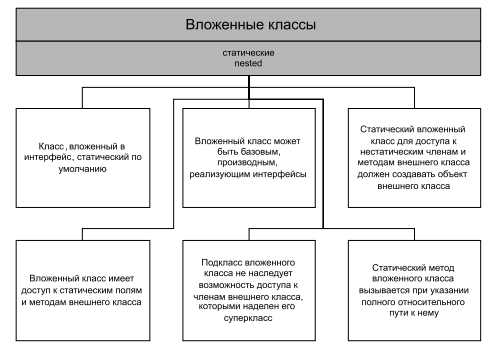 Вложенные классы
статические
nested
Класс, вложенный в
интерфейс, статический по
умолчанию
Вложенный класс может
быть базовым,
производным,
реализующим интерфейсы
Статический вложенный
класс для доступа к
нестатическим членам и
методам внешнего класса
должен создавать объект
внешнего класса
Вложенный класс имеет
доступ к статическим полям
и методам внешнего класса
Подкласс вложенного
класса не наследует
возможность доступа к
членам внешнего класса,
которыми наделен его
суперкласс
Статический метод
вложенного класса
вызывается при указании
полного относительного
пути к нему